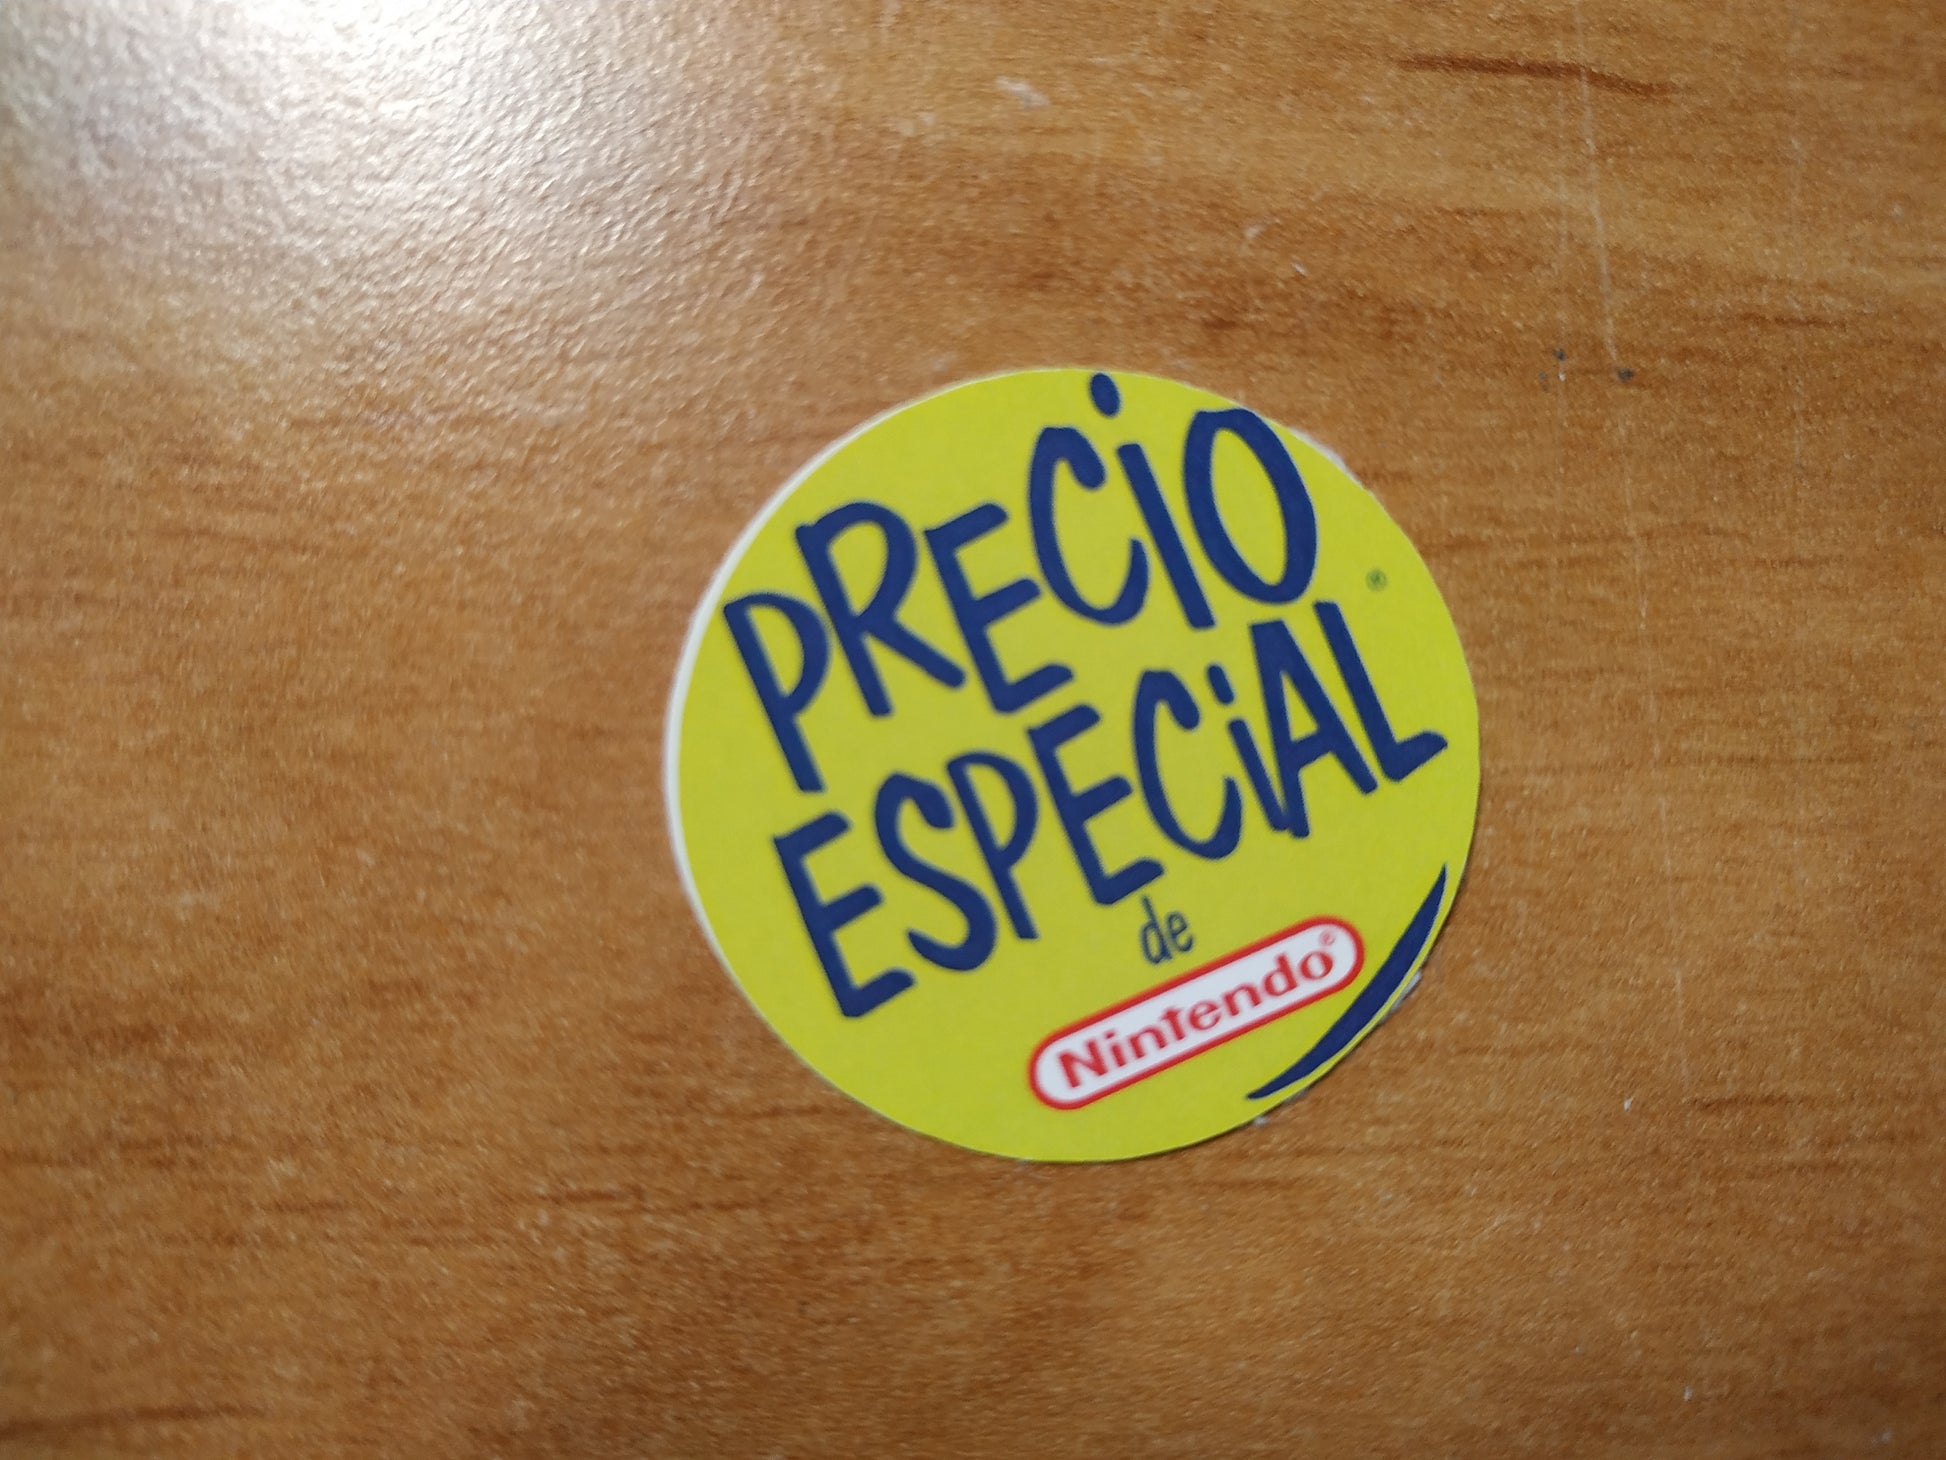 PRECiO
ESPECiAL ®
de
Nintendo®